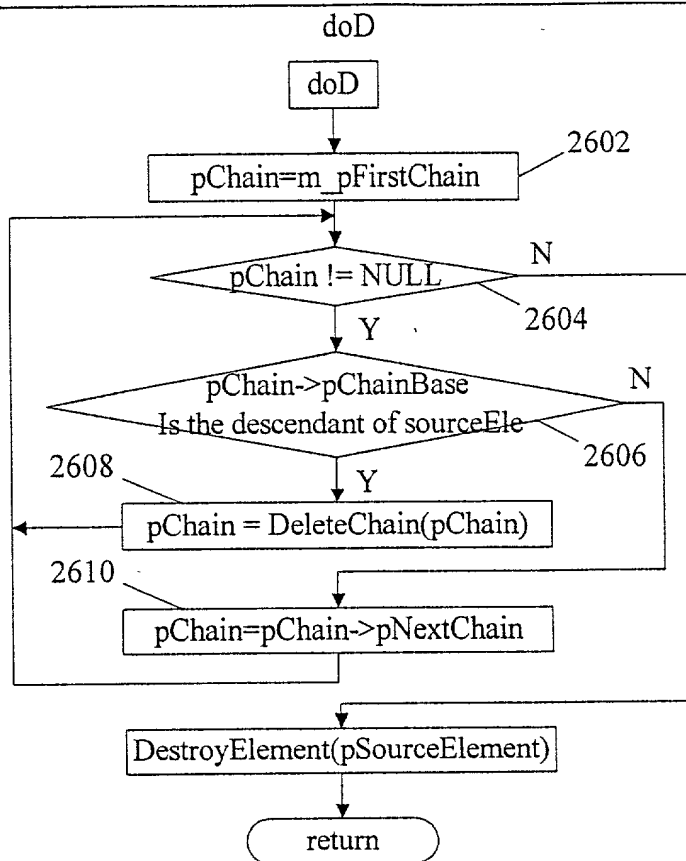 doD
doD
2602
pChain=m_pFirstChain
N
pChain != NULL
2604
Y
pChain->pChainBase
N
Is the descendant of sourceEle
2606
2608
Y
pChain = DeleteChain(pChain)
2610
pChain=pChain->pNextChain
DestroyElement(pSourceElement)
return